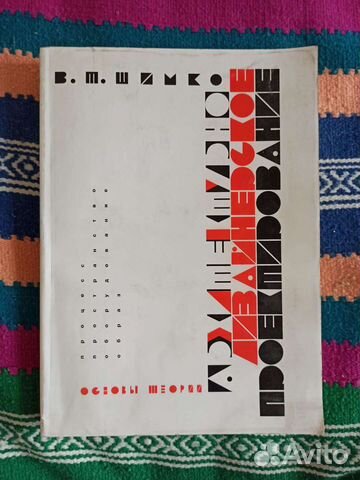 В. Т. ШИМКО
АРХИТЕКТУРНО
ДИЗАЙНЕРСКОЕ
ПРОЕКТИРОВАНИЕ
процесс
пространство
оборудование
образ
ОСНОВЫ ТЕОРИИ
Avito